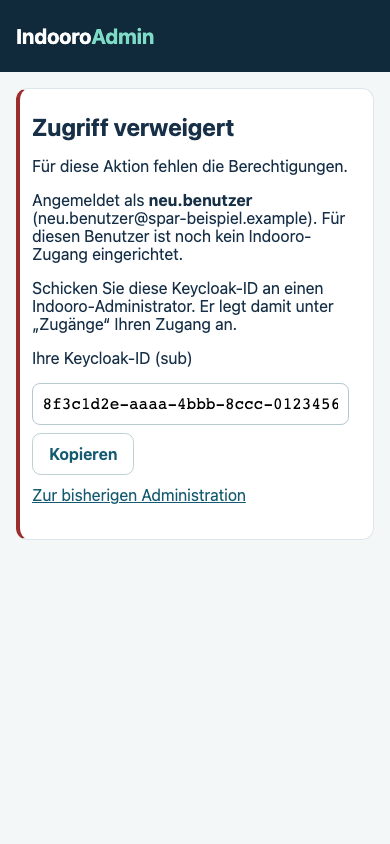 IndooroAdmin
Zugriff verweigert
Für diese Aktion fehlen die Berechtigungen.
Angemeldet als neu.benutzer
(neu.benutzer@spar-beispiel.example). Für
diesen Benutzer ist noch kein Indooro-
Zugang eingerichtet.
Schicken Sie diese Keycloak-ID an einen
Indooro-Administrator. Er legt damit unter
„Zugänge“ Ihren Zugang an.
Ihre Keycloak-ID (sub)
8f3c1d2e-aaaa-4bbb-8ccc-0123456
Kopieren
Zur bisherigen Administration